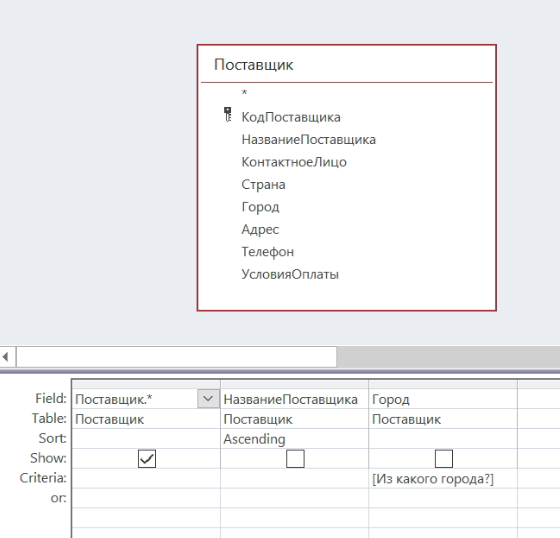 Поставщик
*
КодПоставщика
НазваниеПоставщика
КонтактноеЛицо
Страна
Город
Адрес
Телефон
УсловияОплаты
Field: Поставщик.* НазваниеПоставщика Город
Table: Поставщик Поставщик Поставщик
Sort: Ascending
Show:
Criteria: [Из какого города?]
or: